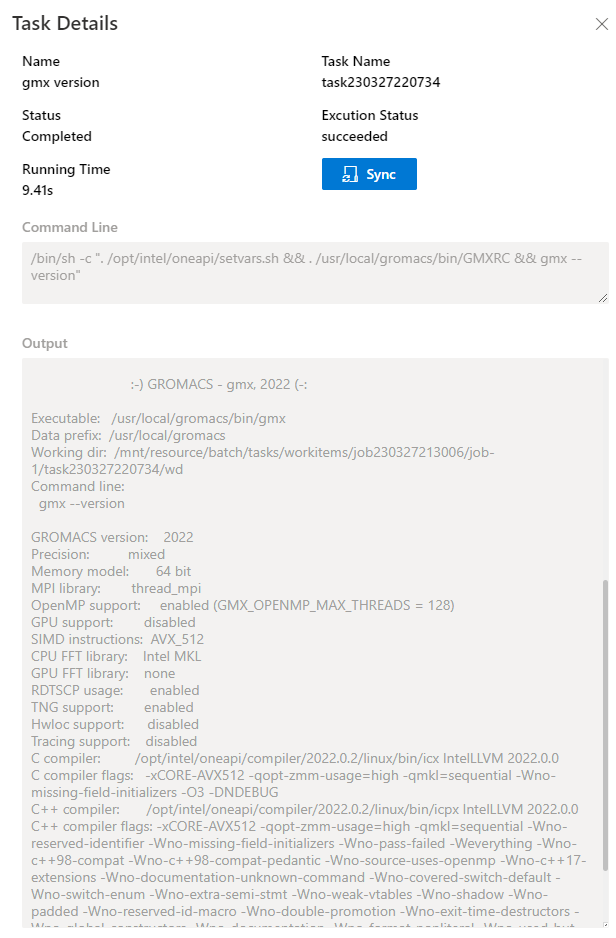 Task Details
Name
gmx version
Task Name
task230327220734
Status
Completed
Excution Status
succeeded
Running Time
9.41s
Sync
Command Line
/bin/sh -c ". /opt/intel/oneapi/setvars.sh && . /usr/local/gromacs/bin/GMXRC && gmx --
version"
Output
:-) GROMACS - gmx, 2022 (-:
Executable: /usr/local/gromacs/bin/gmx
Data prefix: /usr/local/gromacs
Working dir: /mnt/resource/batch/tasks/workitems/job230327213006/job-
1/task230327220734/wd
Command line:
gmx --version
GROMACS version: 2022
Precision: mixed
Memory model: 64 bit
MPI library: thread_mpi
OpenMP support: enabled (GMX_OPENMP_MAX_THREADS = 128)
GPU support: disabled
SIMD instructions: AVX_512
CPU FFT library: Intel MKL
GPU FFT library: none
RDTSCP usage: enabled
TNG support: enabled
Hwloc support: disabled
Tracing support: disabled
C compiler: /opt/intel/oneapi/compiler/2022.0.2/linux/bin/icx IntelLLVM 2022.0.0
C compiler flags: -xCORE-AVX512 -qopt-zmm-usage=high -qmkl=sequential -Wno-
missing-field-initializers -O3 -DNDEBUG
C++ compiler: /opt/intel/oneapi/compiler/2022.0.2/linux/bin/icpx IntelLLVM 2022.0.0
C++ compiler flags: -xCORE-AVX512 -qopt-zmm-usage=high -qmkl=sequential -Wno-
reserved-identifier -Wno-missing-field-initializers -Wno-pass-failed -Weverything -Wno-
c++98-compat -Wno-c++98-compat-pedantic -Wno-source-uses-openmp -Wno-c++17-
extensions -Wno-documentation-unknown-command -Wno-covered-switch-default -
Wno-switch-enum -Wno-extra-semi-stmt -Wno-weak-vtables -Wno-shadow -Wno-
padded -Wno-reserved-id-macro -Wno-double-promotion -Wno-exit-time-destructors -
Wno-global-constructors -Wno-documentation -Wno-format-nonliteral -Wno-used-but-